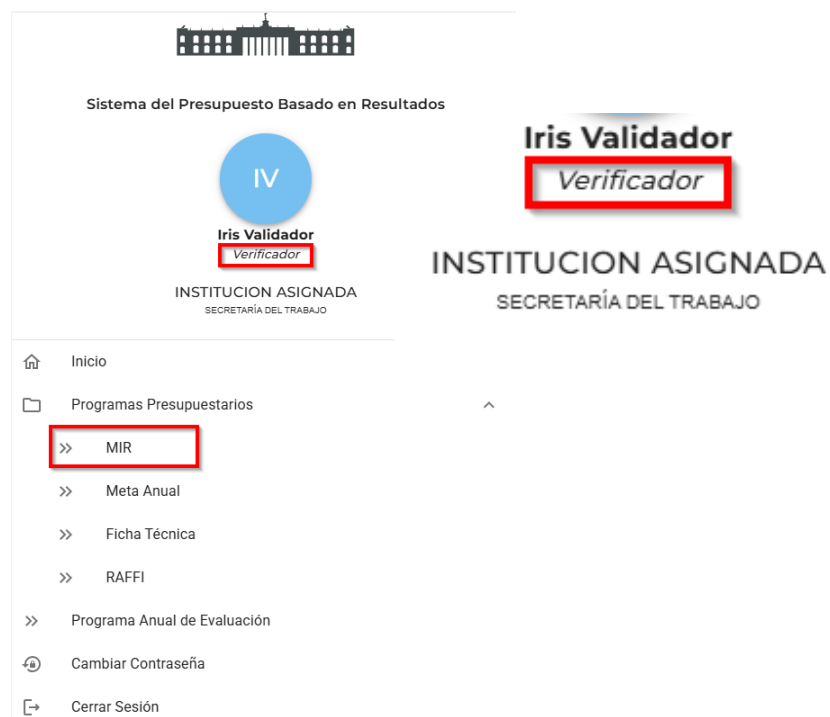 Sistema del Presupuesto Basado en Resultados
IV
Iris Validador
Verificador
INSTITUCION ASIGNADA
SECRETARÍA DEL TRABAJO
Iris Validador
Verificador
INSTITUCION ASIGNADA
SECRETARÍA DEL TRABAJO
Inicio
Programas Presupuestarios
MIR
Meta Anual
Ficha Técnica
RAFFI
Programa Anual de Evaluación
Cambiar Contraseña
Cerrar Sesión